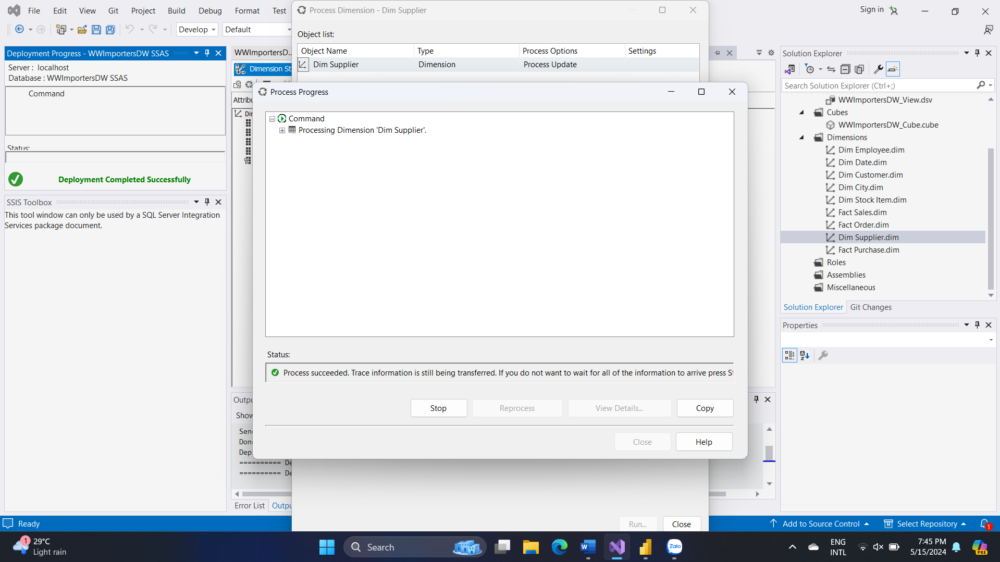 File Edit View Git Project Build Debug Format Test
Sign in
Develop
Default
Process Dimension - Dim Supplier
Object list:
Object Name Type Process Options Settings
Dim Supplier Dimension Process Update
Deployment Progress - WWImportersDW SSAS
Server : localhost
Database : WWImportersDW SSAS
Command
Status:
Deployment Completed Successfully
SSIS Toolbox
This tool window can only be used by a SQL Server Integration
Services package document.
WWImportersD...
Dimension St
Attribu
Dir
Process Progress
Command
Processing Dimension 'Dim Supplier'.
Status:
Process succeeded. Trace information is still being transferred. If you do not want to wait for all of the information to arrive press St
Stop Reprocess View Details... Copy
Close Help
Outpu
Show
Send
Done
Dep
========== De
========== De
Error List Outpu
Run... Close
Solution Explorer
Search Solution Explorer (Ctrl+;)
WWImportersDW_View.dsv
Cubes
WWImportersDW_Cube.cube
Dimensions
Dim Employee.dim
Dim Date.dim
Dim Customer.dim
Dim City.dim
Dim Stock Item.dim
Fact Sales.dim
Fact Order.dim
Dim Supplier.dim
Fact Purchase.dim
Roles
Assemblies
Miscellaneous
Solution Explorer Git Changes
Properties
Ready
Add to Source Control
Select Repository
1
1
29°C
Light rain
Search
Zalo
ENG
INTL
7:45 PM
5/15/2024
PRE